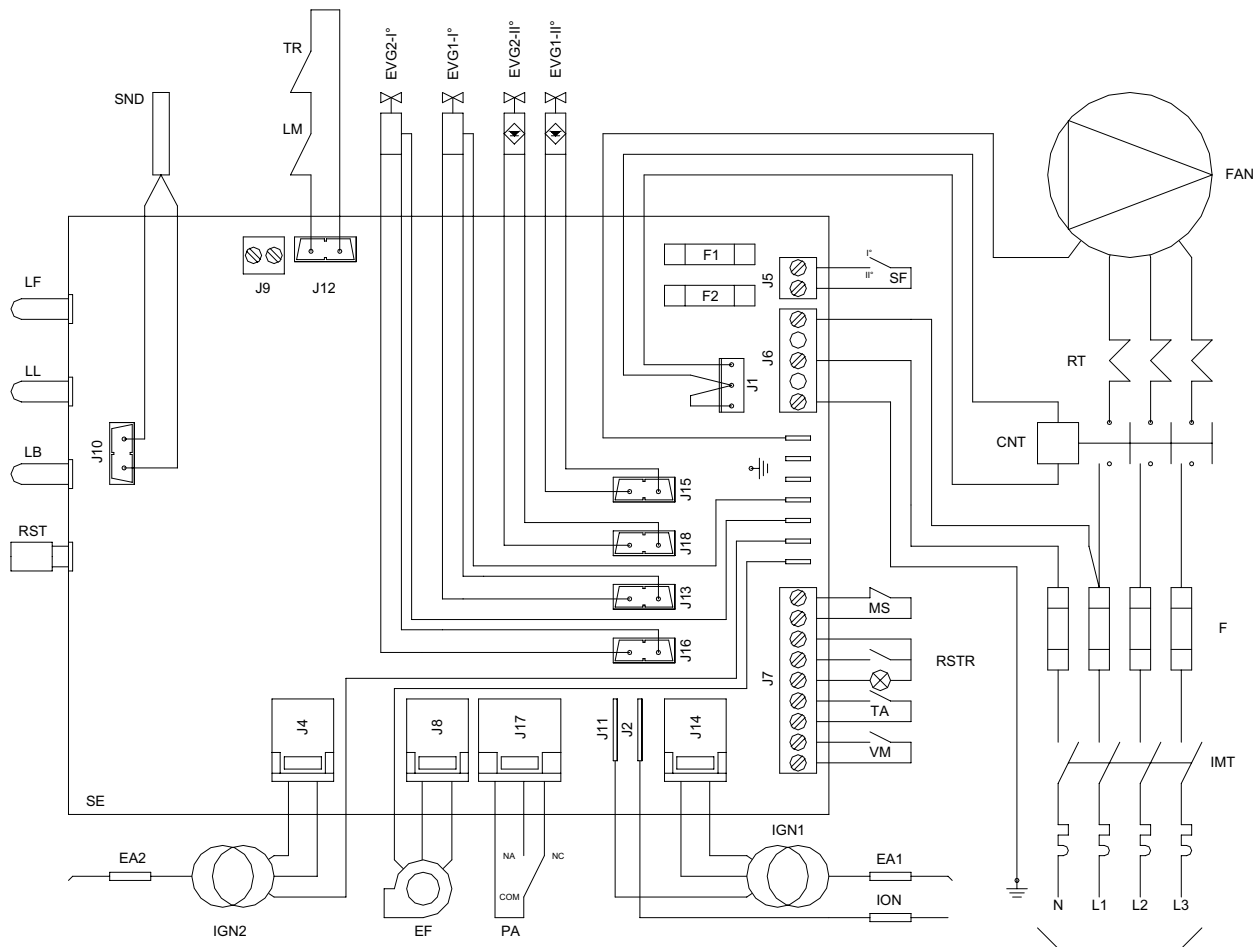 EVG2-I°
EVG1-I°
EVG2-II°
EVG1-II°
TR
SND
LM
FAN
F1
I°
II°
SF
J5
J9
J12
LF
F2
J6
RT
J1
LL
CNT
LB
J10
J15
RST
J18
J13
MS
F
J16
RSTR
J7
TA
J4
J8
J17
J11
J2
J14
VM
IMT
SE
IGN1
EA2
NA
NC
EA1
COM
ION
N
L1
L2
L3
IGN2
EF
PA